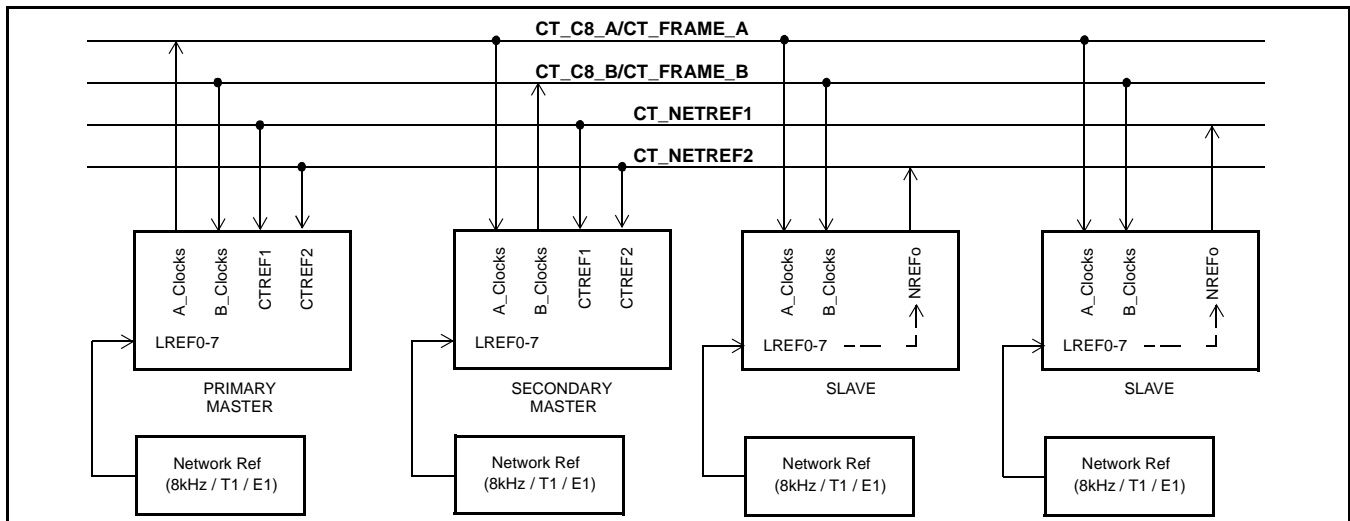 CT_C8_A/CT_FRAME_A
CT_C8_B/CT_FRAME_B
CT_NETREF1
CT_NETREF2
A_Clocks
B_Clocks
CTREF1
CTREF2
LREF0-7
PRIMARY
MASTER
Network Ref
(8kHz / T1 / E1)
A_Clocks
B_Clocks
CTREF1
CTREF2
LREF0-7
SECONDARY
MASTER
Network Ref
(8kHz / T1 / E1)
A_Clocks
B_Clocks
NREFo
LREF0-7
SLAVE
Network Ref
(8kHz / T1 / E1)
A_Clocks
B_Clocks
NREFo
LREF0-7
SLAVE
Network Ref
(8kHz / T1 / E1)